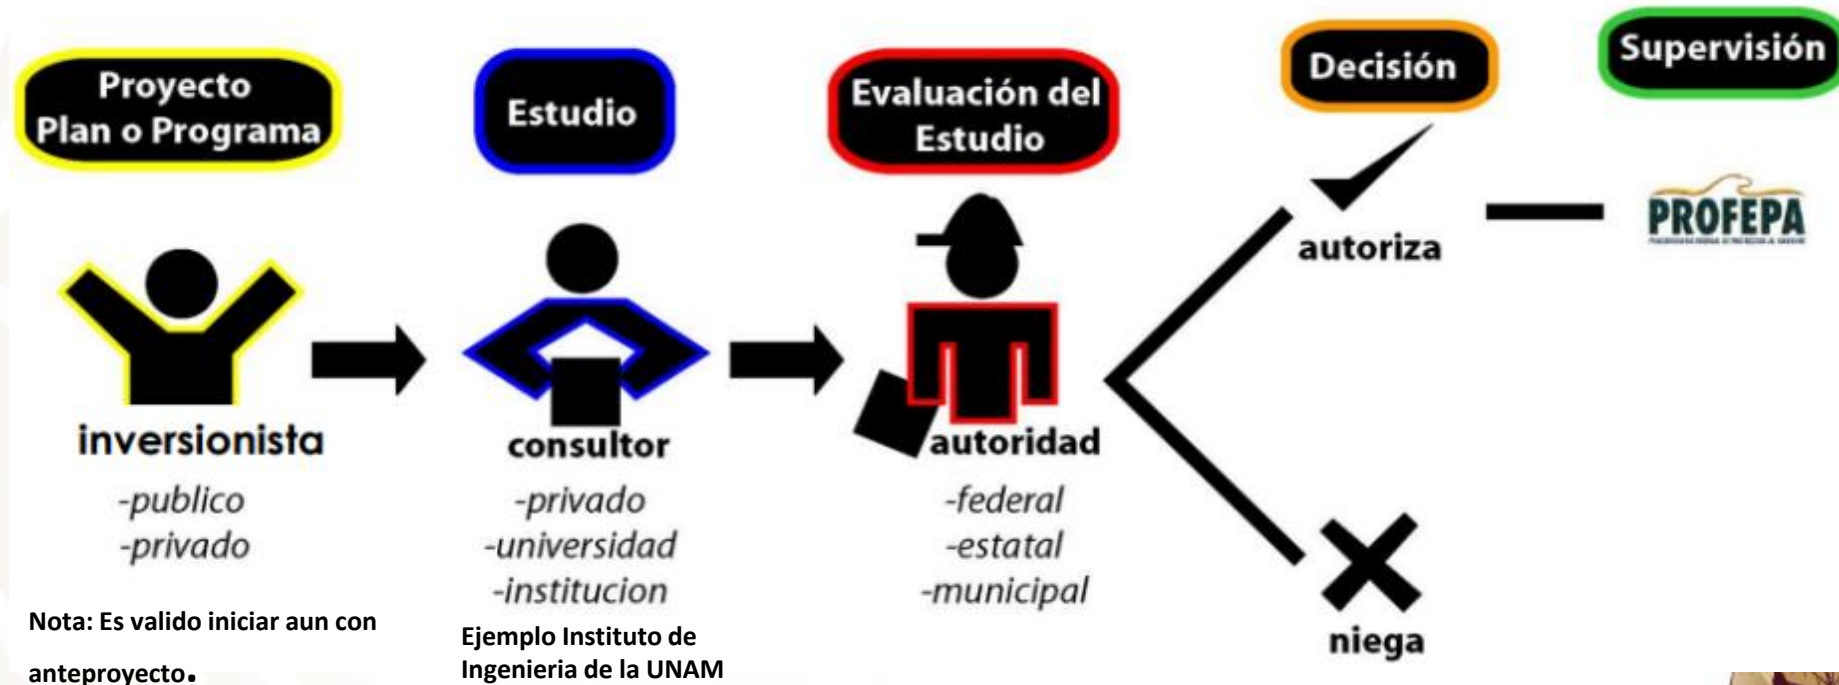 Proyecto
Plan o Programa
Estudio
Evaluación del
Estudio
Decisión
Supervisión
autoriza
PROFEPA
inversionista
-publico
-privado
consultor
-privado
-universidad
-institucion
autoridad
-federal
-estatal
-municipal
niega
Nota: Es valido iniciar aun con
anteproyecto.
Ejemplo Instituto de
Ingenieria de la UNAM